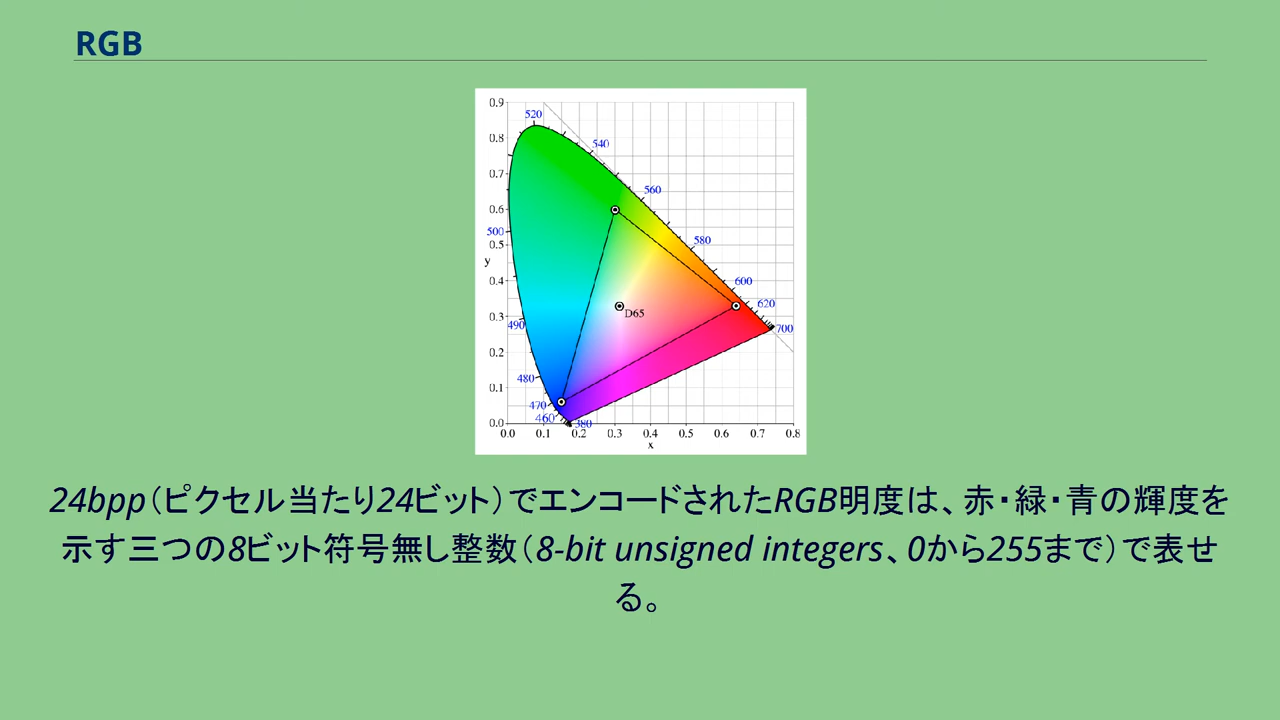 RGB
0.9
520
0.8
540
0.7
560
0.6
500
580
0.5
y
0.4
600
620
D65
0.3
490
700
0.2
480
0.1
470
460
0.0
380
0.0 0.1 0.2 0.3 0.4 0.5 0.6 0.7 0.8
x
24bpp（ピクセル当たり24ビット）でエンコードされたRGB明度は、赤・緑・青の輝度を
示す三つの8ビット符号無し整数（8-bit unsigned integers、0から255まで）で表せ
る。